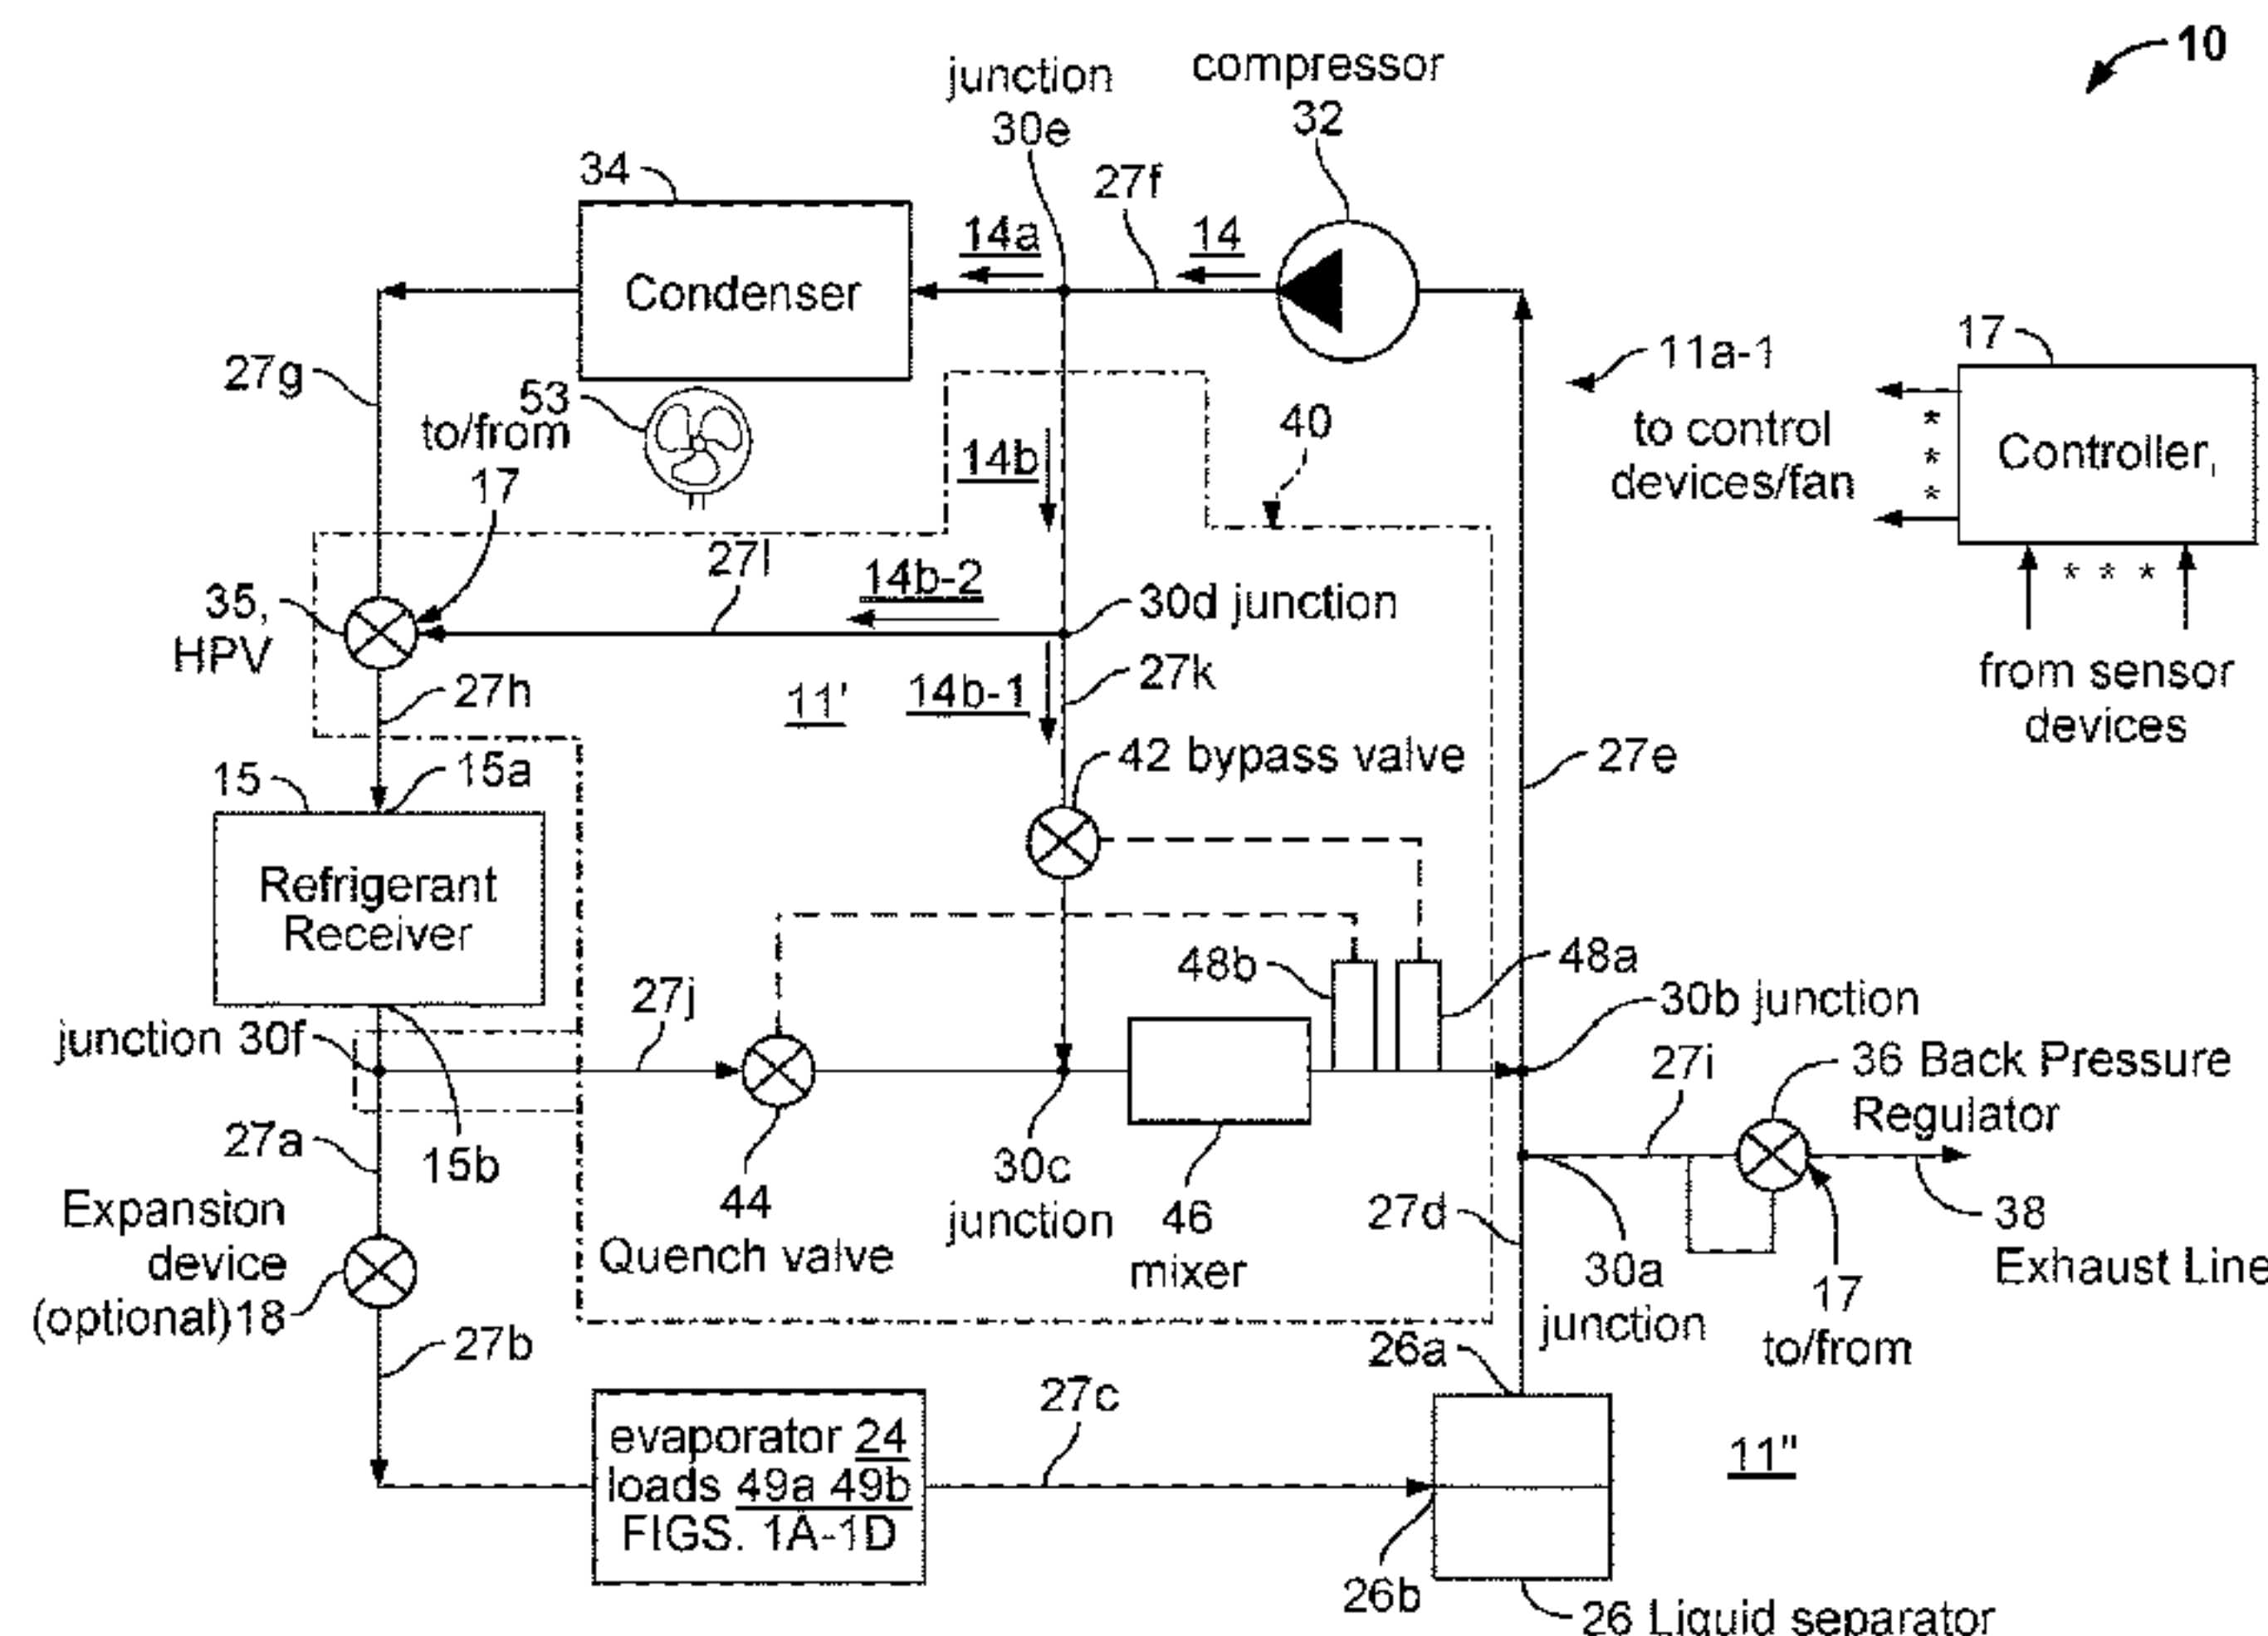 10
junction
30e
compressor
32
34
27f
14a
14
Condenser
17
11a-1
27g
53
to/from
17
14b
40
to control
devices/fan
*
*
*
Controller,
* * *
from sensor
devices
27l
14b-2
30d junction
35,
HPV
27h
11'
14b-1
27k
15
15a
42 bypass valve
27e
Refrigerant
Receiver
48b
48a
27j
30b junction
junction 30f
27i
36 Back Pressure
Regulator
27a
15b
44
Quench valve
30c
junction
46
mixer
27d
30a
junction
17
to/from
38
Exhaust Line
Expansion
device
(optional)18
27b
26a
27c
evaporator 24
loads 49a 49b
FIGS. 1A-1D
11"
26b
26 Liquid separator